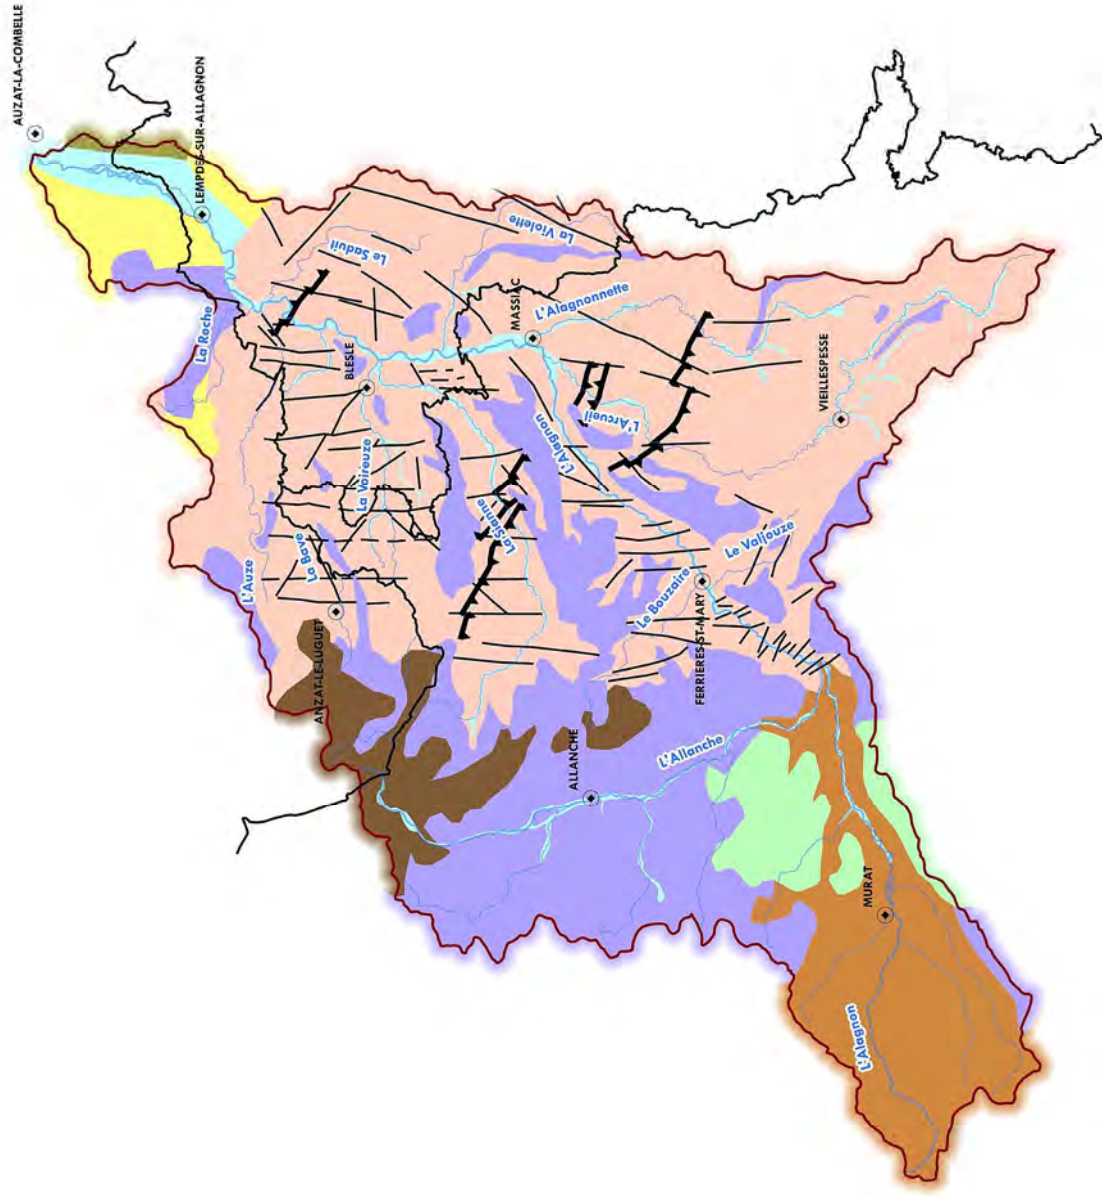 AUZAT-LA-COMBELLE
LEMPDES-SUR-ALLAGNON
La Roche
Le Saduit
La Violette
MASSIAC
L'Alagnonnette
BLESLE
La Voireuze
L'Auze
La Bave
ANZAT-LE-LUGUET
La Sianne
L'Alagnon
L'Arcueil
VIEILLESPESSE
Le Valjouze
Le Bouzaire
FERRIERES-ST-MARY
ALLANCHE
L'Allanche
MURAT
L'Alagnon